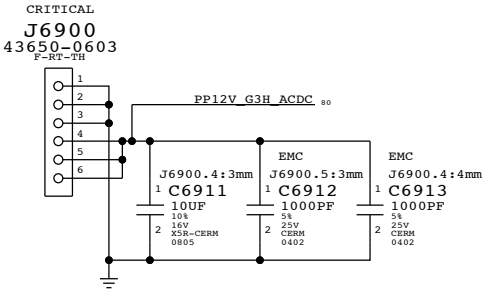 CRITICAL
J6900
43650-0603
F-RT-TH
1
2
3
4
5
6
PP12V_G3H_ACDC 80
J6900.4:3mm
1 C6911
10UF
10%
16V
2 X5R-CERM
0805
EMC
J6900.5:3mm
1 C6912
1000PF
5%
25V
2 CERM
0402
EMC
J6900.4:4mm
1 C6913
1000PF
5%
25V
2 CERM
0402